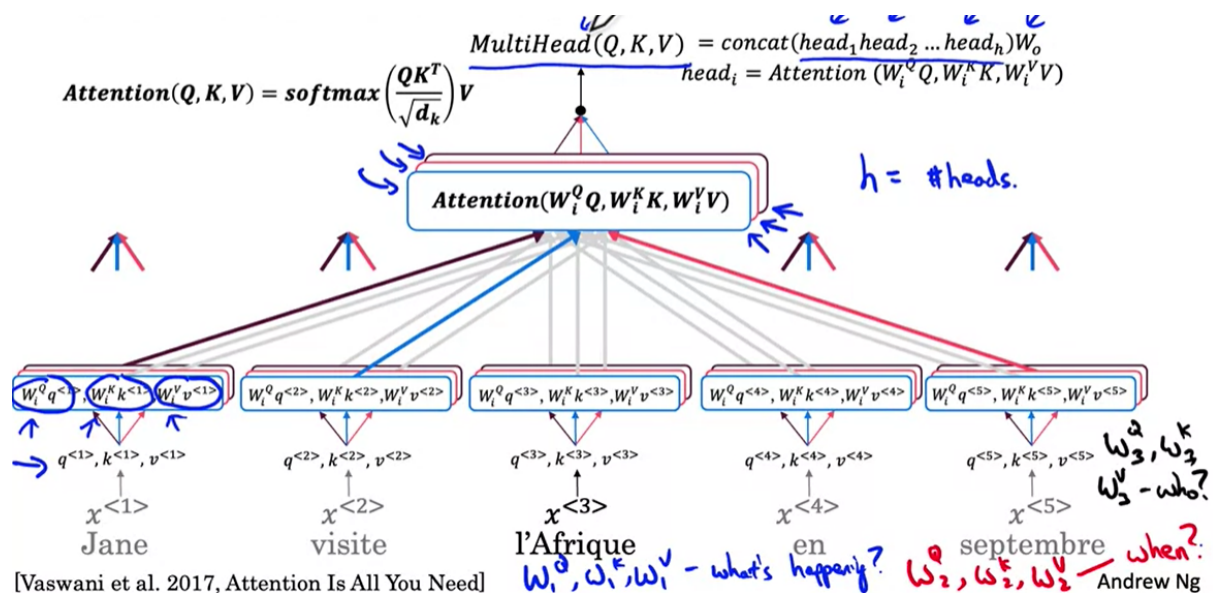 MultiHead(Q, K, V) = concat(head₁head₂ ... headₕ)Wₒ
Attention(Q, K, V) = softmax(QKᵀ/√dₖ)V
headᵢ = Attention (WᵢQ Q, WᵢK K, WᵢV V)
h = #heads.
Attention(WᵢQ Q, WᵢK K, WᵢV V)
WᵢQ q<1>, WᵢK k<1>, WᵢV v<1>
WᵢQ q<2>, WᵢK k<2>, WᵢV v<2>
WᵢQ q<3>, WᵢK k<3>, WᵢV v<3>
WᵢQ q<4>, WᵢK k<4>, WᵢV v<4>
WᵢQ q<5>, WᵢK k<5>, WᵢV v<5>
q<1>, k<1>, v<1>
q<2>, k<2>, v<2>
q<3>, k<3>, v<3>
q<4>, k<4>, v<4>
q<5>, k<5>, v<5>
W₃Q, W₃K
W₃V - who?
x<1>
x<2>
x<3>
x<4>
x<5>
Jane
visite
l'Afrique
en
septembre
W₁Q, W₁K, W₁V - what's happening?
W₂Q, W₂K, W₂V — when?
[Vaswani et al. 2017, Attention Is All You Need]
Andrew Ng